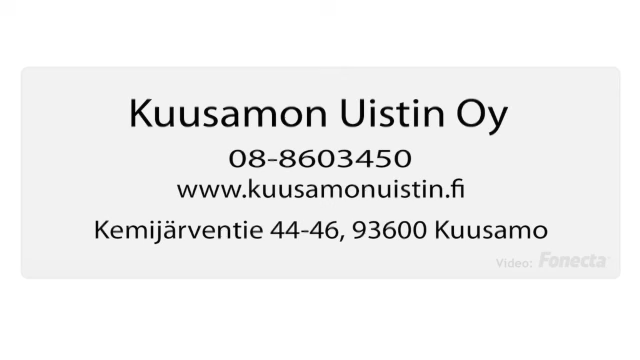 Kuusamon Uistin Oy
08-8603450
www.kuusamonuistin.fi
Kemijärventie 44-46, 93600 Kuusamo
Video: Fonecta